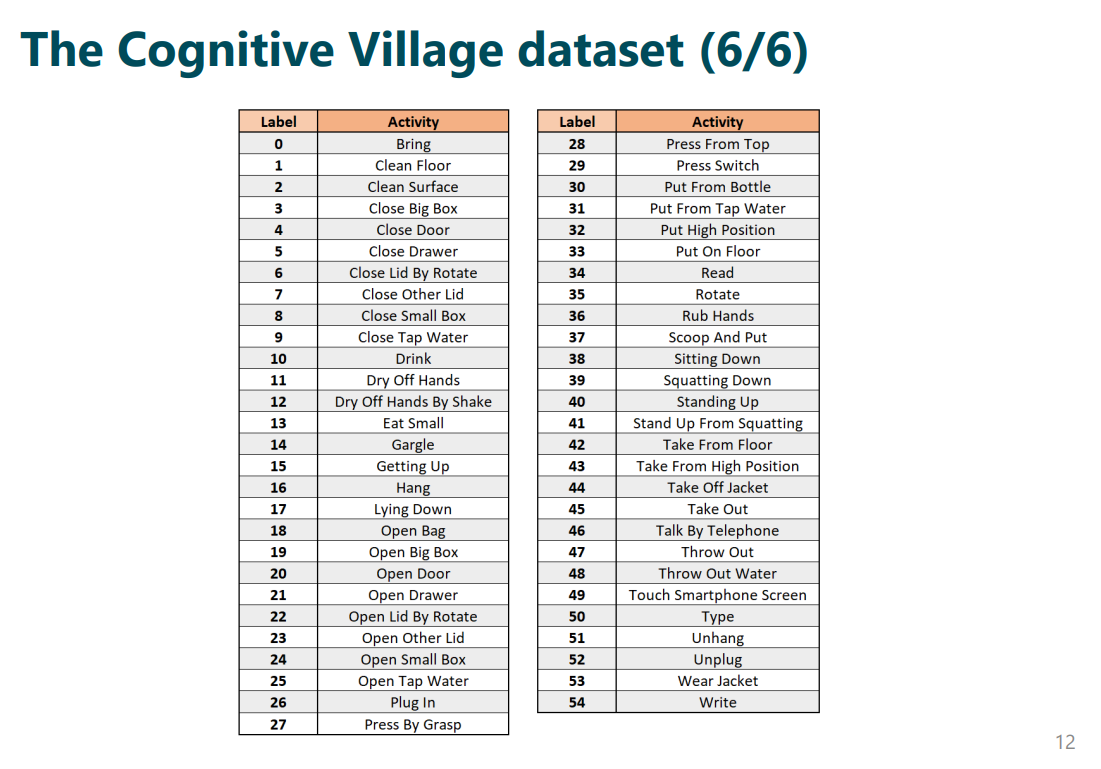 The Cognitive Village dataset (6/6)
Label Activity
0 Bring
1 Clean Floor
2 Clean Surface
3 Close Big Box
4 Close Door
5 Close Drawer
6 Close Lid By Rotate
7 Close Other Lid
8 Close Small Box
9 Close Tap Water
10 Drink
11 Dry Off Hands
12 Dry Off Hands By Shake
13 Eat Small
14 Gargle
15 Getting Up
16 Hang
17 Lying Down
18 Open Bag
19 Open Big Box
20 Open Door
21 Open Drawer
22 Open Lid By Rotate
23 Open Other Lid
24 Open Small Box
25 Open Tap Water
26 Plug In
27 Press By Grasp
Label Activity
28 Press From Top
29 Press Switch
30 Put From Bottle
31 Put From Tap Water
32 Put High Position
33 Put On Floor
34 Read
35 Rotate
36 Rub Hands
37 Scoop And Put
38 Sitting Down
39 Squatting Down
40 Standing Up
41 Stand Up From Squatting
42 Take From Floor
43 Take From High Position
44 Take Off Jacket
45 Take Out
46 Talk By Telephone
47 Throw Out
48 Throw Out Water
49 Touch Smartphone Screen
50 Type
51 Unhang
52 Unplug
53 Wear Jacket
54 Write
12